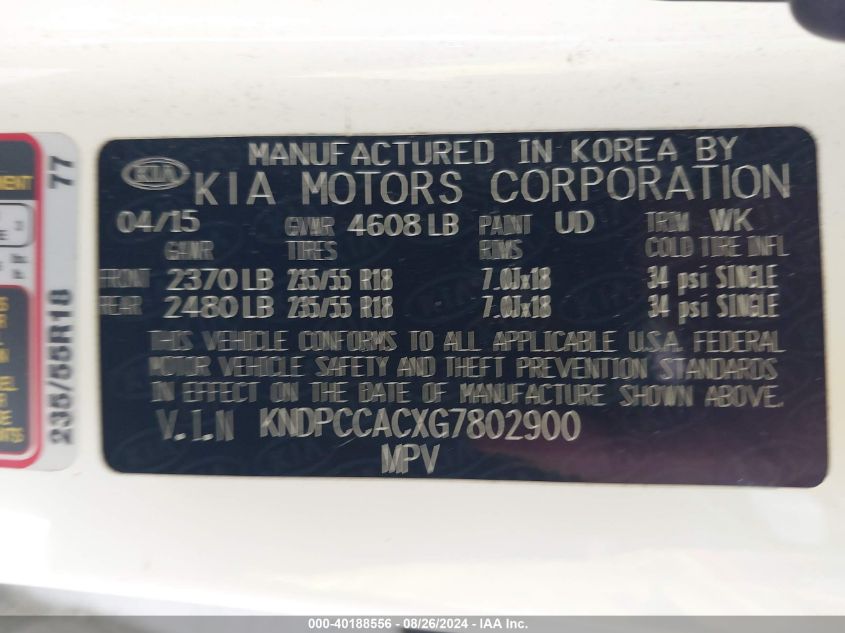 MANUFACTURED IN KOREA BY
KIA KIA MOTORS CORPORATION
04/15 GVWR 4608 LB PAINT UD TRIM WK
GAWR TIRES RIMS COLD TIRE INFL
FRONT 2370 LB 235/55 R18 7.0Jx18 34 psi SINGLE
REAR 2480 LB 235/55 R18 7.0Jx18 34 psi SINGLE
THIS VEHICLE CONFORMS TO ALL APPLICABLE U.S.A. FEDERAL
MOTOR VEHICLE SAFETY AND THEFT PREVENTION STANDARDS
IN EFFECT ON THE DATE OF MANUFACTURE SHOWN ABOVE.
V.I.N KNDPCCACXG7802900
MPV
235/55R18 77
000-40188556 - 08/26/2024 - IAA Inc.